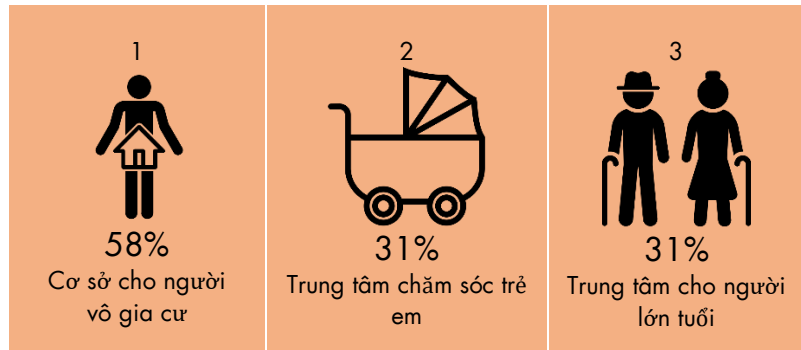 1
58%
Cơ sở cho người
vô gia cư
2
31%
Trung tâm chăm sóc trẻ
em
3
31%
Trung tâm cho người
lớn tuổi